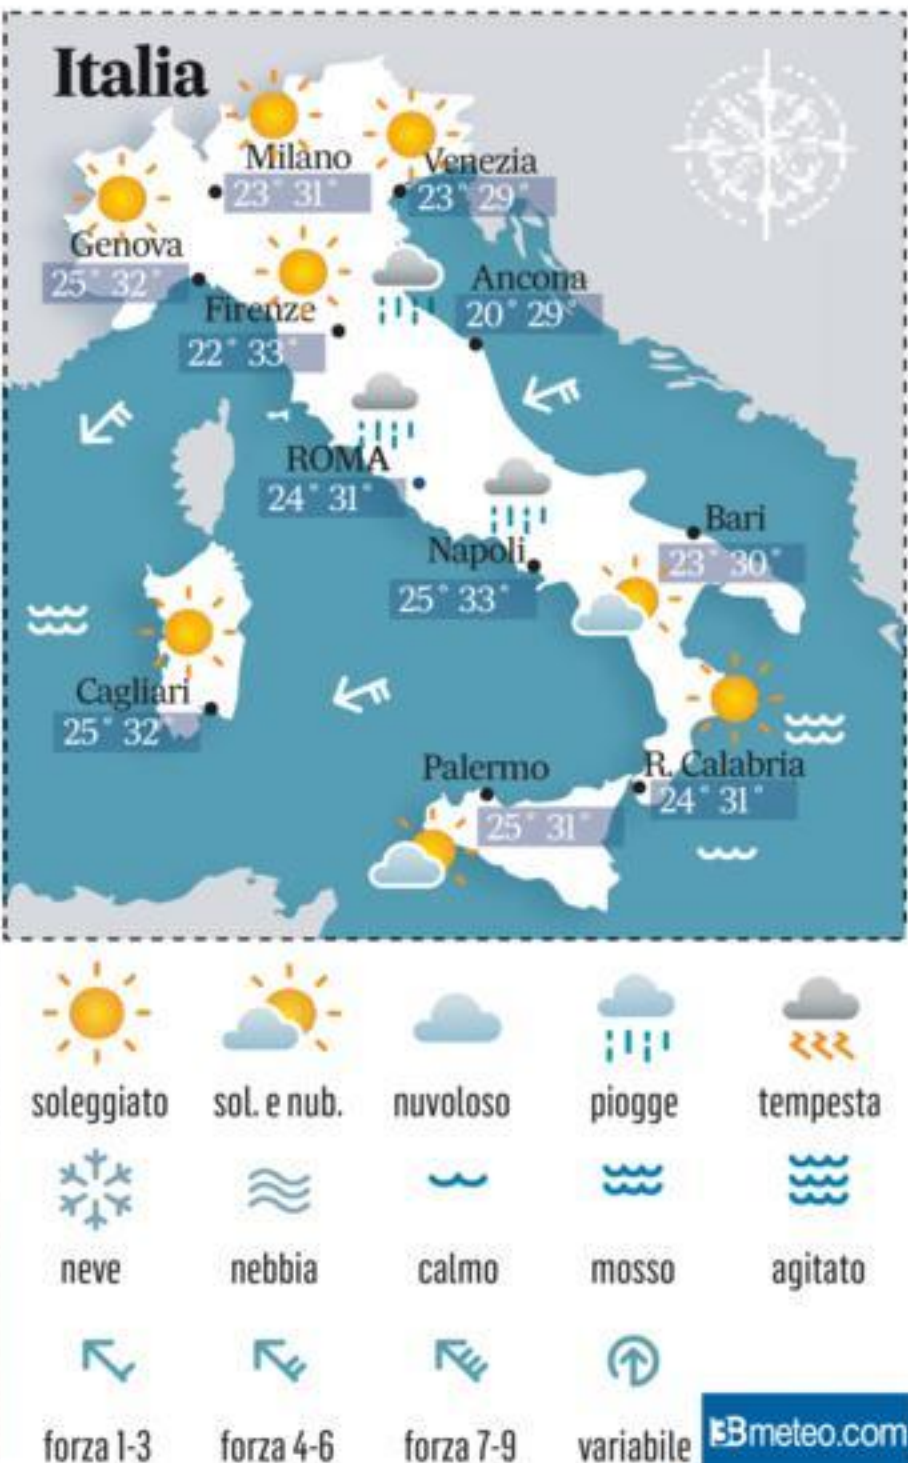 Italia
Milano
23° 31°
Venezia
23° 29°
Genova
25° 32°
Firenze
22° 33°
Ancona
20° 29°
ROMA
24° 31°
Napoli
25° 33°
Bari
23° 30°
Cagliari
25° 32°
Palermo
25° 31°
R. Calabria
24° 31°
soleggiato sol. e nub. nuvoloso piogge tempesta
neve nebbia calmo mosso agitato
forza 1-3 forza 4-6 forza 7-9 variabile
3Bmeteo.com